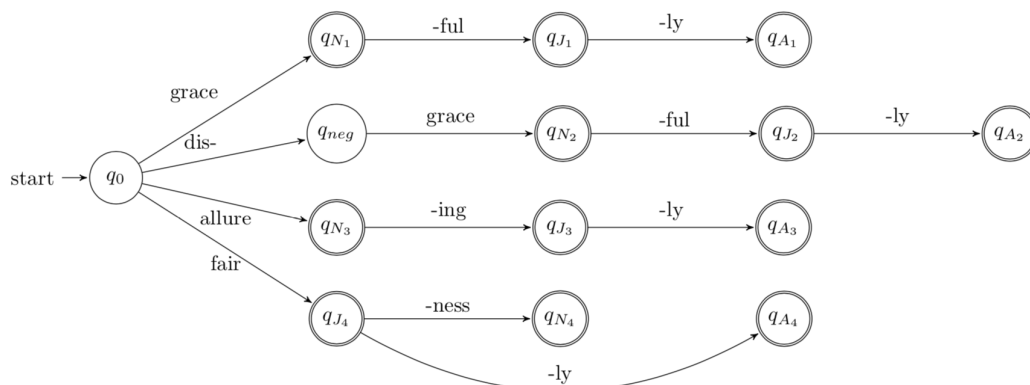 q_{N_1} -ful q_{J_1} -ly q_{A_1}
grace
q_{neg} grace q_{N_2} -ful q_{J_2} -ly q_{A_2}
dis-
start q_0
allure
q_{N_3} -ing q_{J_3} -ly q_{A_3}
fair
q_{J_4} -ness q_{N_4} q_{A_4}
-ly